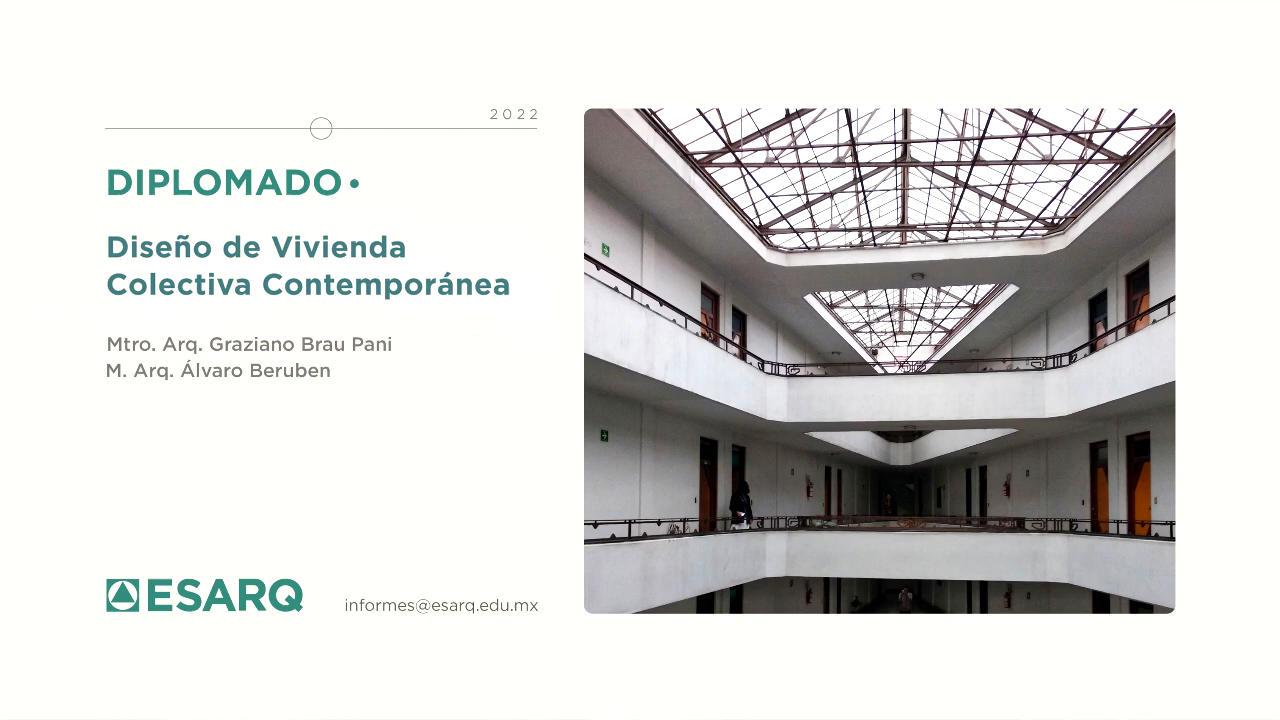 2022
DIPLOMADO•
Diseño de Vivienda
Colectiva Contemporánea
Mtro. Arq. Graziano Brau Pani
M. Arq. Álvaro Beruben
ESARQ
informes@esarq.edu.mx